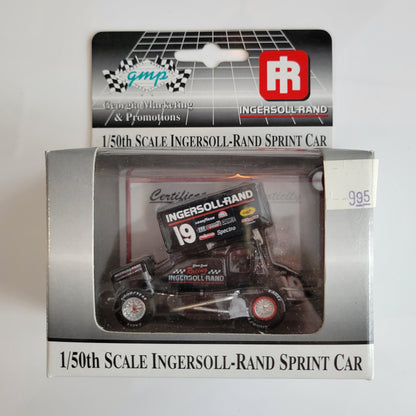 gmp
Georgia Marketing
& Promotions
IR
INGERSOLL-RAND
1/50th SCALE INGERSOLL-RAND SPRINT CAR
995
INGERSOLL-RAND
GOODYEAR
19
Spectro
Racing
INGERSOLL-RAND
1/50th SCALE INGERSOLL-RAND SPRINT CAR